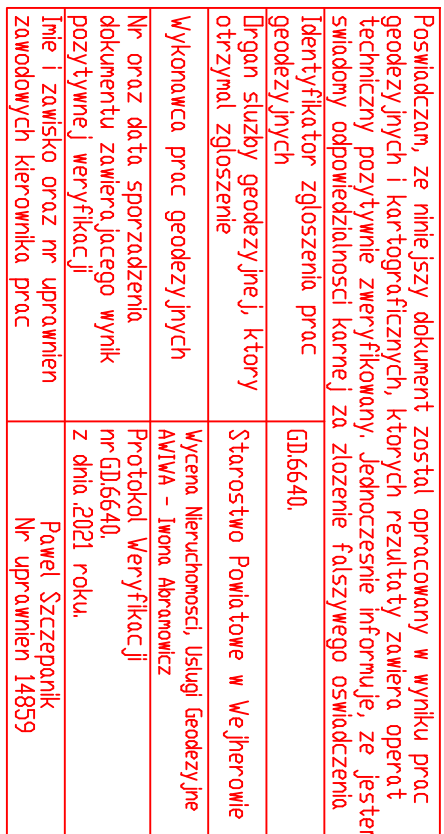 Poswiadczam, ze niniejszy dokument zostal opracowany w wyniku prac
geodezyjnych i kartograficznych, ktorych rezultaty zawiera operat
techniczny pozytywnie zweryfikowany. Jednoczesnie informuje, ze jestem
swiadomy odpowiedzialnosci karnej za zlozenie falszywego oswiadczenia
Identyfikator zgloszenia prac
geodezyjnych
GD.6640.
Organ sluzby geodezyjnej, ktory
otrzymal zgloszenie
Starostwo Powiatowe w Wejherowie
Wykonawca prac geodezyjnych
Wycena Nieruchomosci, Uslugi Geodezyjne
AWIWA - Iwona Abramowicz
Nr oraz data sporzadzenia
dokumentu zawierajacego wynik
pozytywnej weryfikacji
Protokol Weryfikacji
nr GD.6640.
z dnia .2021 roku.
Imie i zawisko oraz nr uprawnien
zawodowych kierownika prac
Pawel Szczepanik
Nr uprawnien 14859